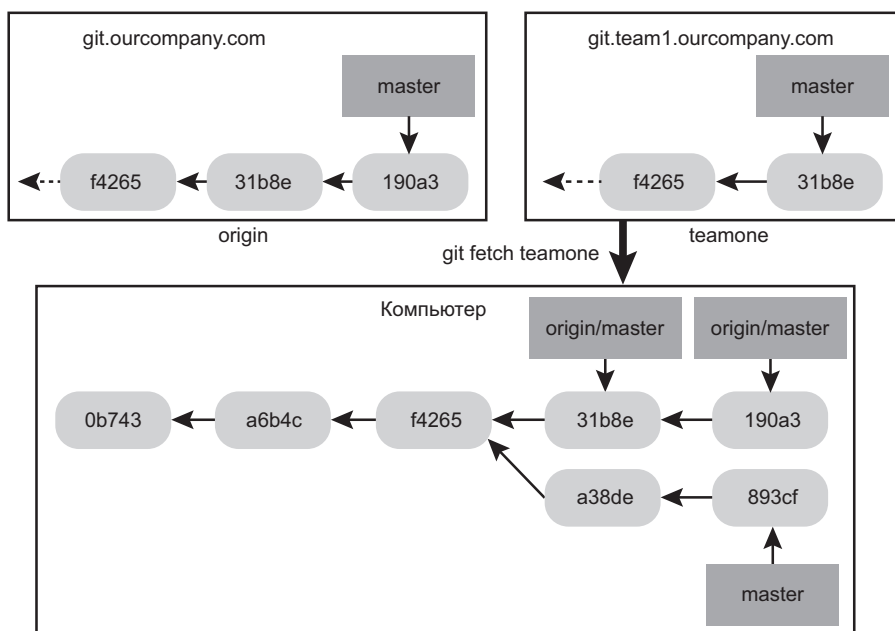 git.ourcompany.com
master
f4265
31b8e
190a3
origin
git.team1.ourcompany.com
master
f4265
31b8e
teamone
git fetch teamone
Компьютер
origin/master
origin/master
0b743
a6b4c
f4265
31b8e
190a3
a38de
893cf
master